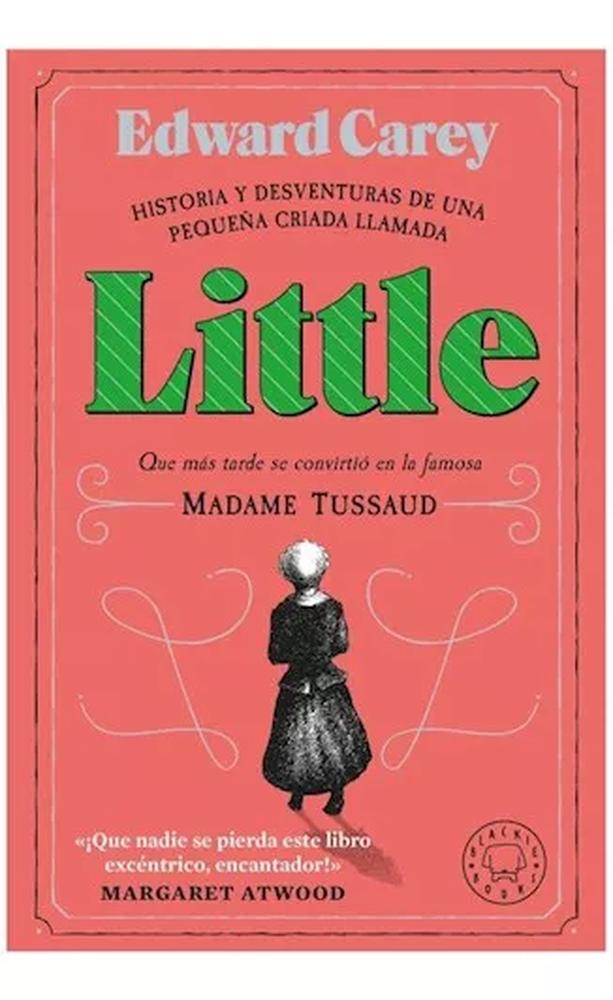 Edward Carey
HISTORIA Y DESVENTURAS DE UNA
PEQUEÑA CRIADA LLAMADA
Little
Que más tarde se convirtió en la famosa
MADAME TUSSAUD
«¡Que nadie se pierda este libro
excéntrico, encantador!»
MARGARET ATWOOD
BLACKIE
BOOKS